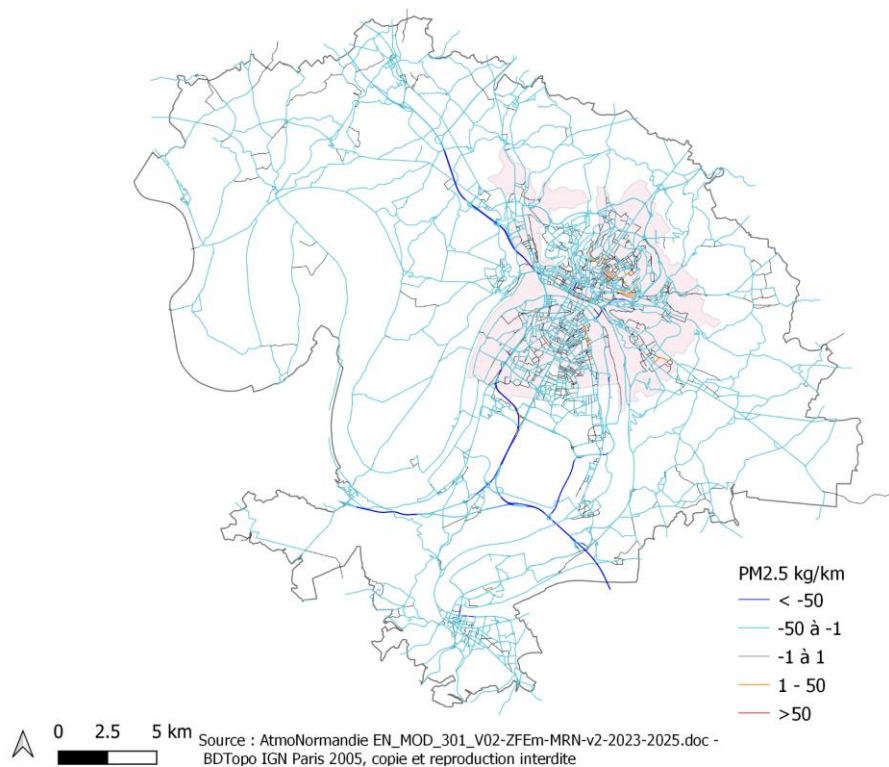 PM2.5 kg/km
< -50
-50 à -1
-1 à 1
1 - 50
>50
0 2.5 5 km
Source : AtmoNormandie EN_MOD_301_V02-ZFEm-MRN-v2-2023-2025.doc -
BDTopo IGN Paris 2005, copie et reproduction interdite